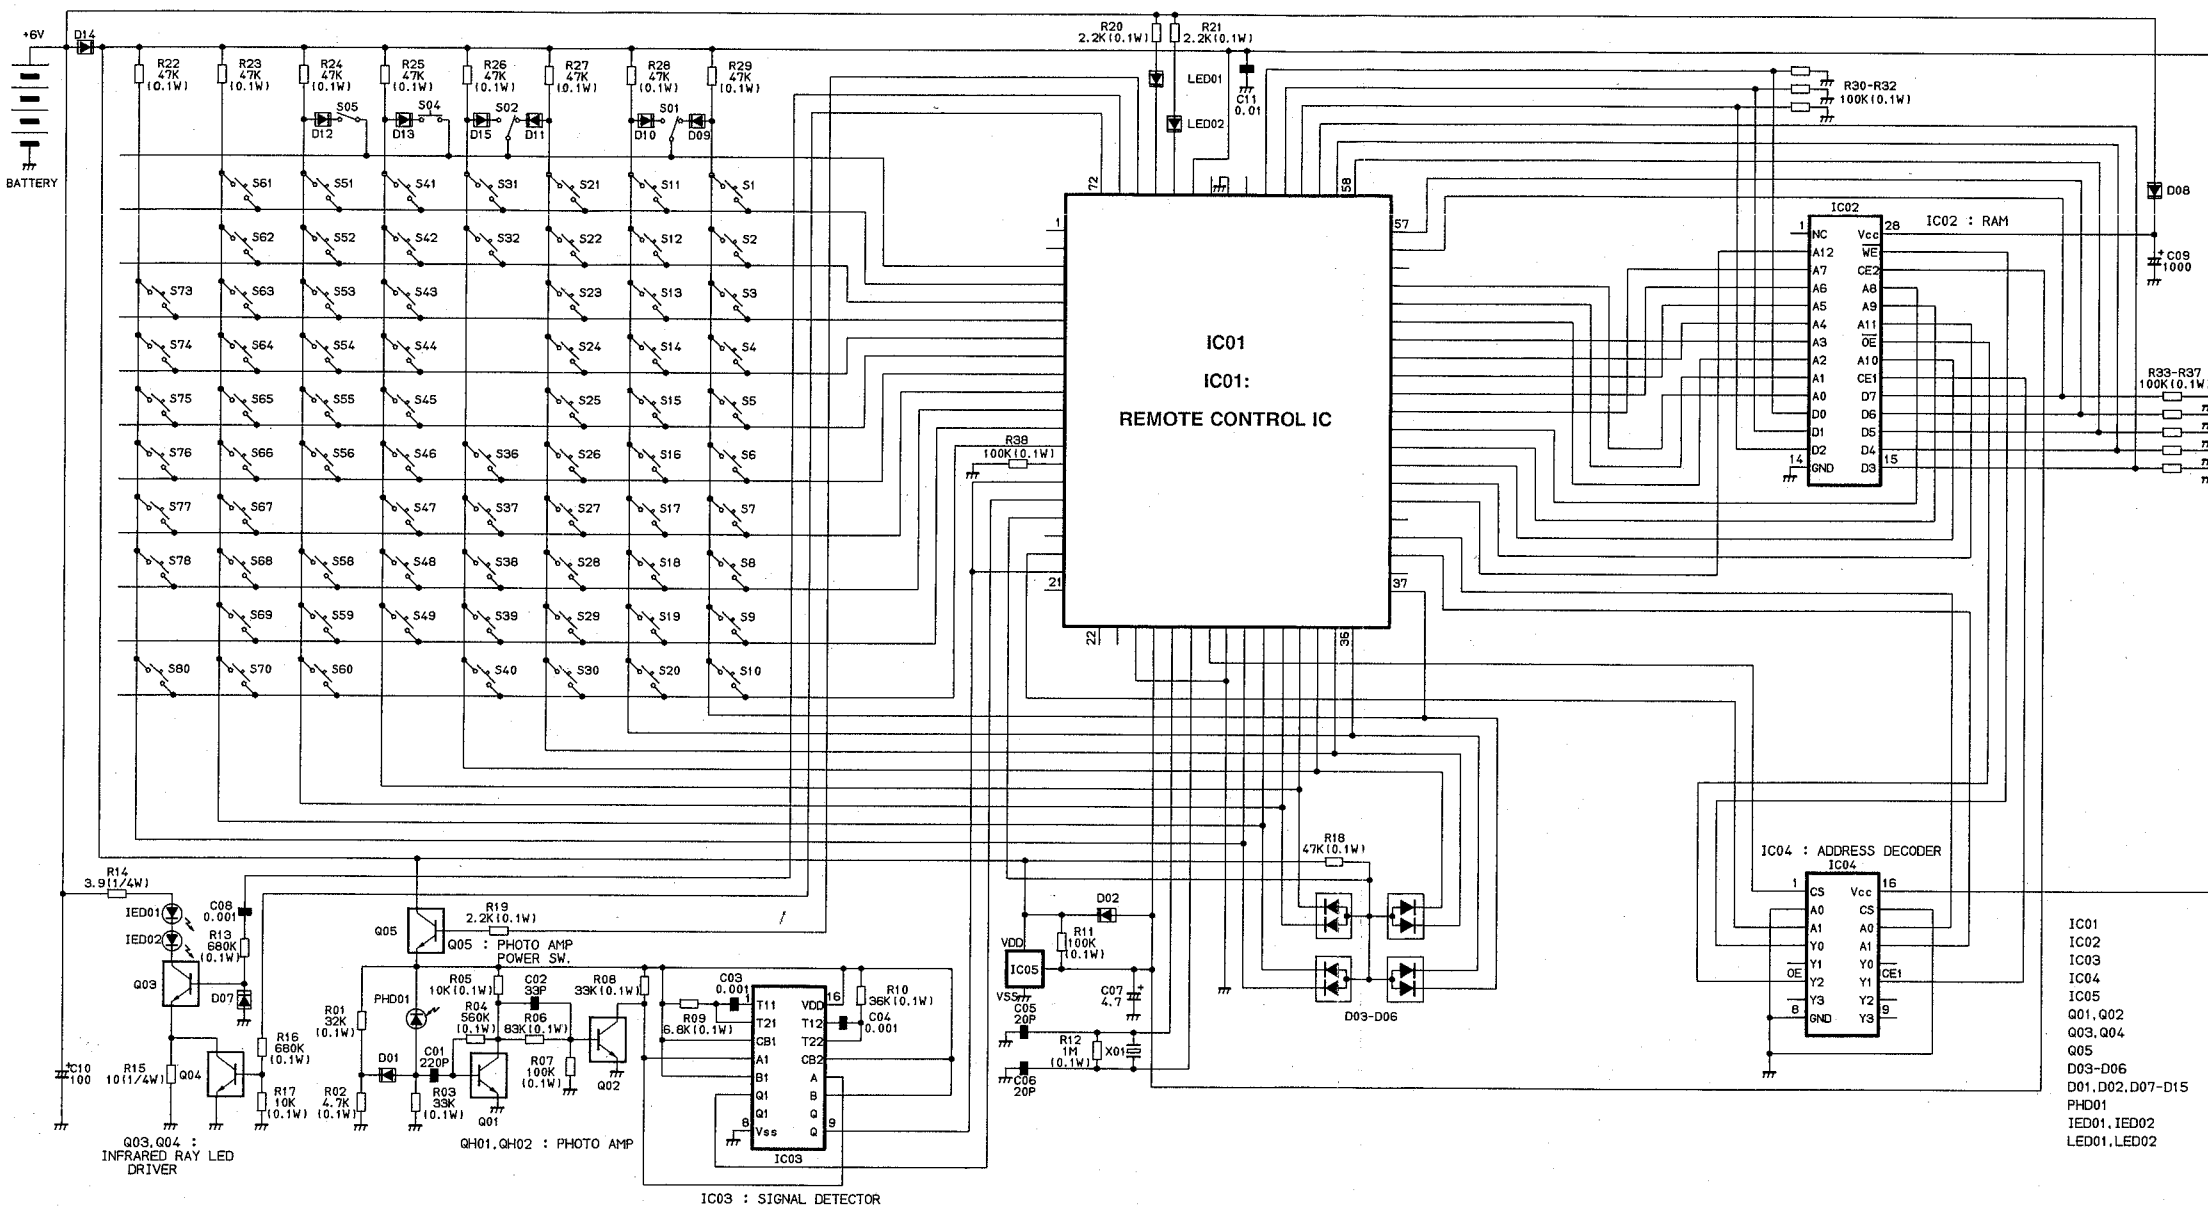 +6V
D14
BATTERY
R22
47K
(0.1W)
R23
47K
(0.1W)
R24
47K
(0.1W)
R25
47K
(0.1W)
R26
47K
(0.1W)
R27
47K
(0.1W)
R28
47K
(0.1W)
R29
47K
(0.1W)
S05
D12
S04
D13
S02
D15
D11
S01
D10
D09
S61
S51
S41
S31
S21
S11
S1
S62
S52
S42
S32
S22
S12
S2
S73
S63
S53
S43
S23
S13
S3
S74
S64
S54
S44
S24
S14
S4
S75
S65
S55
S45
S25
S15
S5
S76
S66
S56
S46
S36
S26
S16
S6
S77
S67
S47
S37
S27
S17
S7
S78
S68
S58
S48
S38
S28
S18
S8
S69
S59
S49
S39
S29
S19
S9
S80
S70
S60
S40
S30
S20
S10
R20
2.2K(0.1W)
R21
2.2K(0.1W)
LED01
LED02
C11
0.01
R30-R32
100K(0.1W)
72
58
1
57
21
37
22
36
IC01
IC01:
REMOTE CONTROL IC
R38
100K(0.1W)
D08
C09
1000
IC02
IC02 : RAM
1
NC
A12
A7
A6
A5
A4
A3
A2
A1
A0
D0
D1
D2
14
GND
Vcc
28
WE
CE2
A8
A9
A11
OE
A10
CE1
D7
D6
D5
D4
D3
15
R33-R37
100K(0.1W)
R14
3.9(1/4W)
IED01
IED02
C08
0.001
R13
680K
(0.1W)
Q03
D07
R16
680K
(0.1W)
R15
10(1/4W)
Q04
R17
10K
(0.1W)
C10
100
Q03,Q04 :
INFRARED RAY LED
DRIVER
Q05
R19
2.2K(0.1W)
Q05 : PHOTO AMP
POWER SW.
R01
32K
(0.1W)
PHD01
D01
C01
220P
R02
4.7K
(0.1W)
R03
33K
(0.1W)
R05
10K(0.1W)
R04
560K
(0.1W)
C02
33P
R06
83K(0.1W)
R07
100K
(0.1W)
R08
33K(0.1W)
Q02
Q01
QH01,QH02 : PHOTO AMP
C03
0.001
R09
6.8K(0.1W)
R10
36K(0.1W)
C04
0.001
1
T11
T21
CB1
A1
B1
Q1
Q1
8
Vss
16
VDD
T12
T22
CB2
A
B
Q
Q
9
IC03
IC03 : SIGNAL DETECTOR
VDD
IC05
VSS
R11
100K
(0.1W)
D02
C07
4.7
C05
20P
C06
20P
R12
1M
(0.1W)
X01
R18
47K(0.1W)
D03-D06
IC04 : ADDRESS DECODER
IC04
1
CS
A0
A1
Y0
Y1
OE
Y2
Y3
8
GND
Vcc
16
CS
A0
A1
Y0
CE1
Y1
Y2
Y3
9
IC01
IC02
IC03
IC04
IC05
Q01,Q02
Q03,Q04
Q05
D03-D06
D01,D02,D07-D15
PHD01
IED01,IED02
LED01,LED02